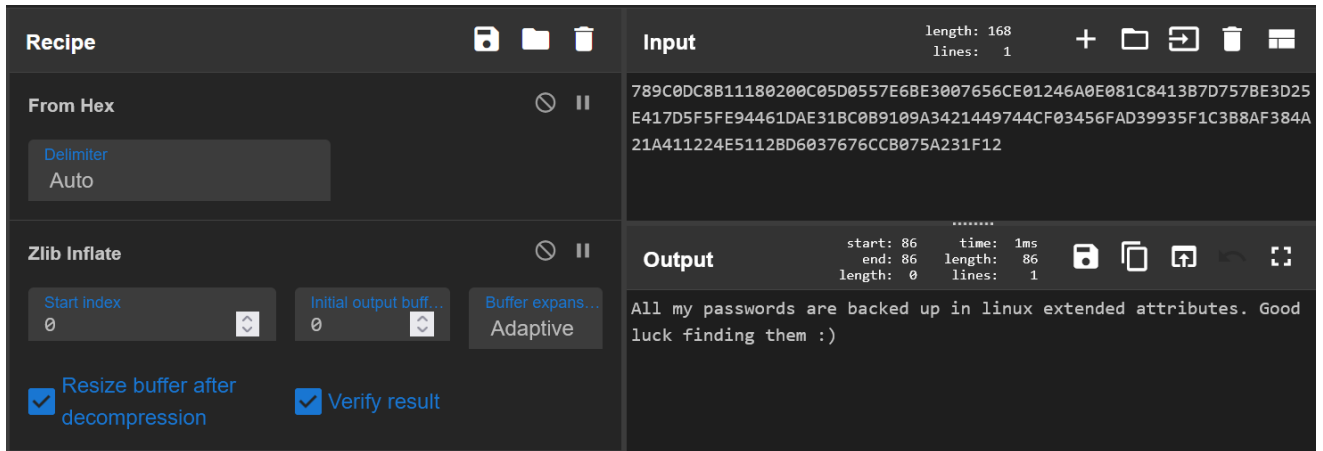 Recipe
From Hex
Delimiter
Auto
Zlib Inflate
Start index
0
Initial output buff...
0
Buffer expans...
Adaptive
Resize buffer after
decompression
Verify result
Input
length: 168
lines: 1
789C0DC8B11180200C05D0557E6BE3007656CE01246A0E081C8413B7D757BE3D25
E417D5F5FE94461DAE31BC0B9109A3421449744CF03456FAD39935F1C3B8AF384A
21A411224E5112BD6037676CCB075A231F12
Output
start: 86
end: 86
length: 0
time: 1ms
length: 86
lines: 1
All my passwords are backed up in linux extended attributes. Good
luck finding them :)